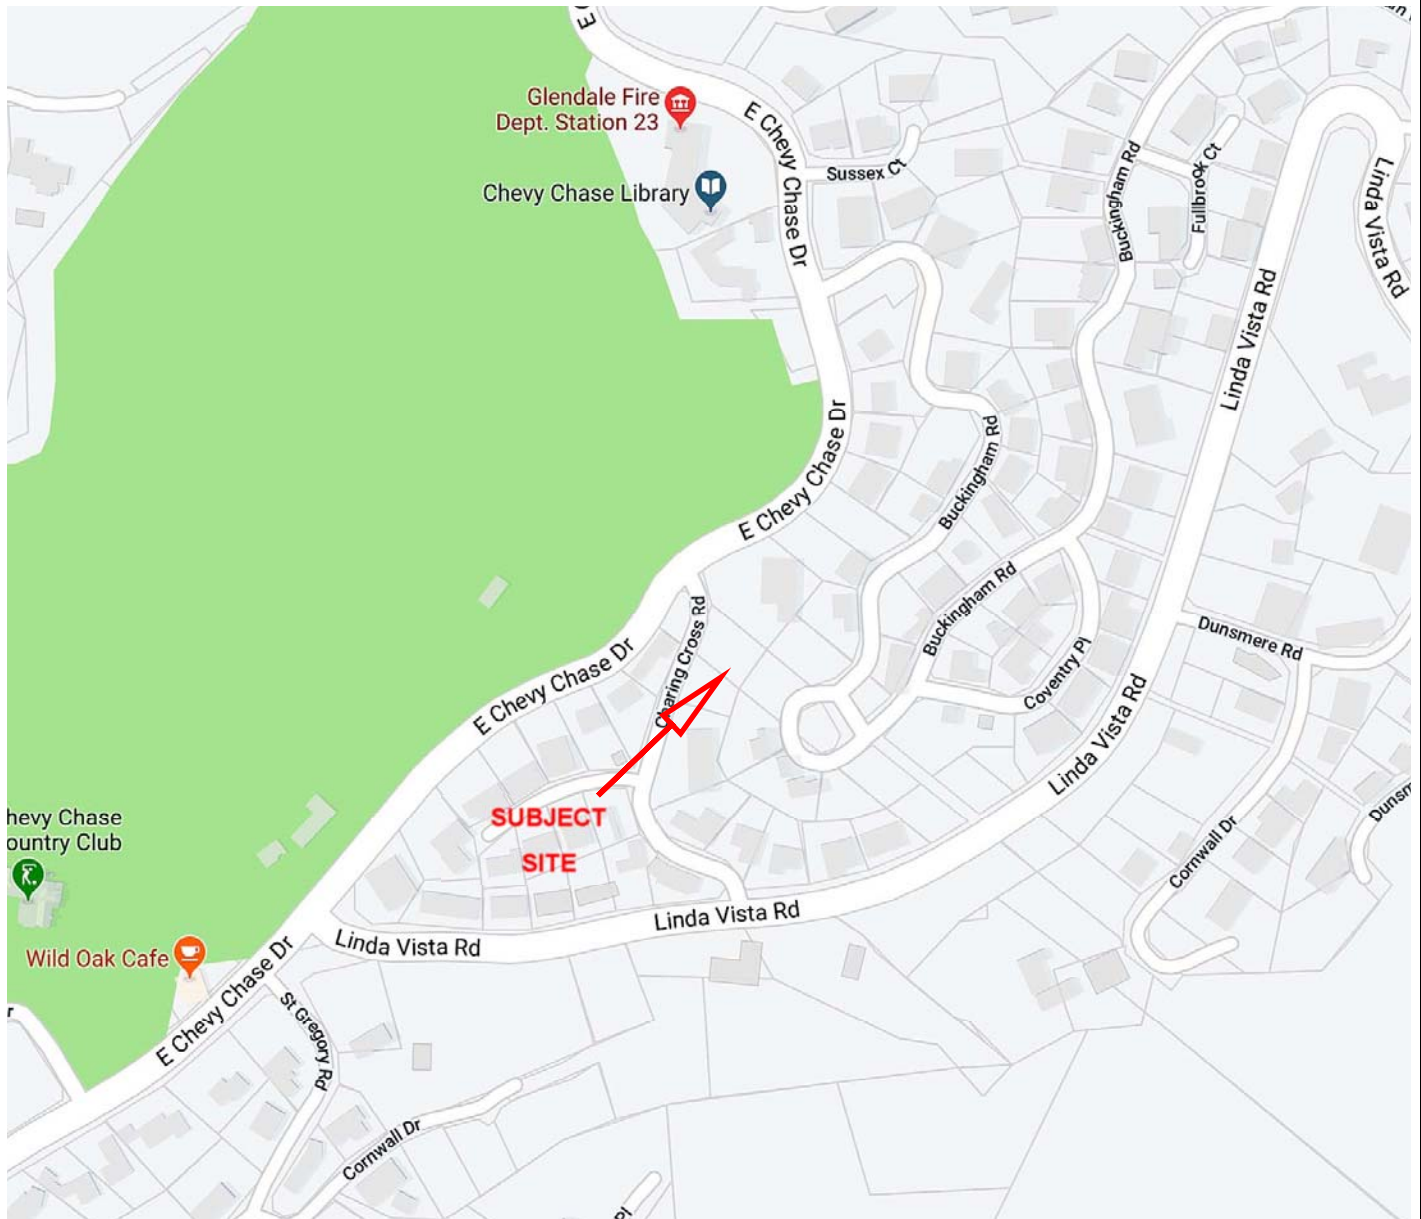 Glendale Fire
Dept. Station 23
E Chevy Chase Dr
Sussex Ct
Chevy Chase Library
Buckingham Rd
Fullbrook Ct
Linda Vista Rd
Linda Vista Rd
E Chevy Chase Dr
Buckingham Rd
Buckingham Rd
Charing Cross Rd
Dunsmere Rd
E Chevy Chase Dr
Coventry Pl
Linda Vista Rd
SUBJECT
SITE
hevy Chase
ountry Club
Dunsm
Cornwall Dr
Linda Vista Rd
Linda Vista Rd
Wild Oak Cafe
E Chevy Chase Dr
St Gregory Rd
Cornwall Dr
Pl